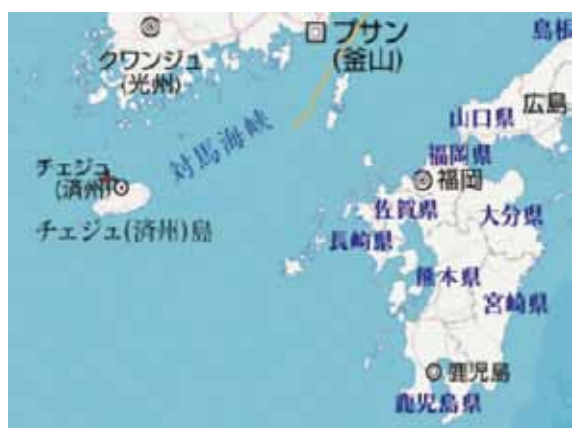 ブサン
(釜山)
島根
クワンジュ
(光州)
広島
山口県
対馬海峡
福岡県
チェジュ
(済州)
福岡
佐賀県
大分県
チェジュ(済州)島
長崎県
熊本県
宮崎県
鹿児島
鹿児島県